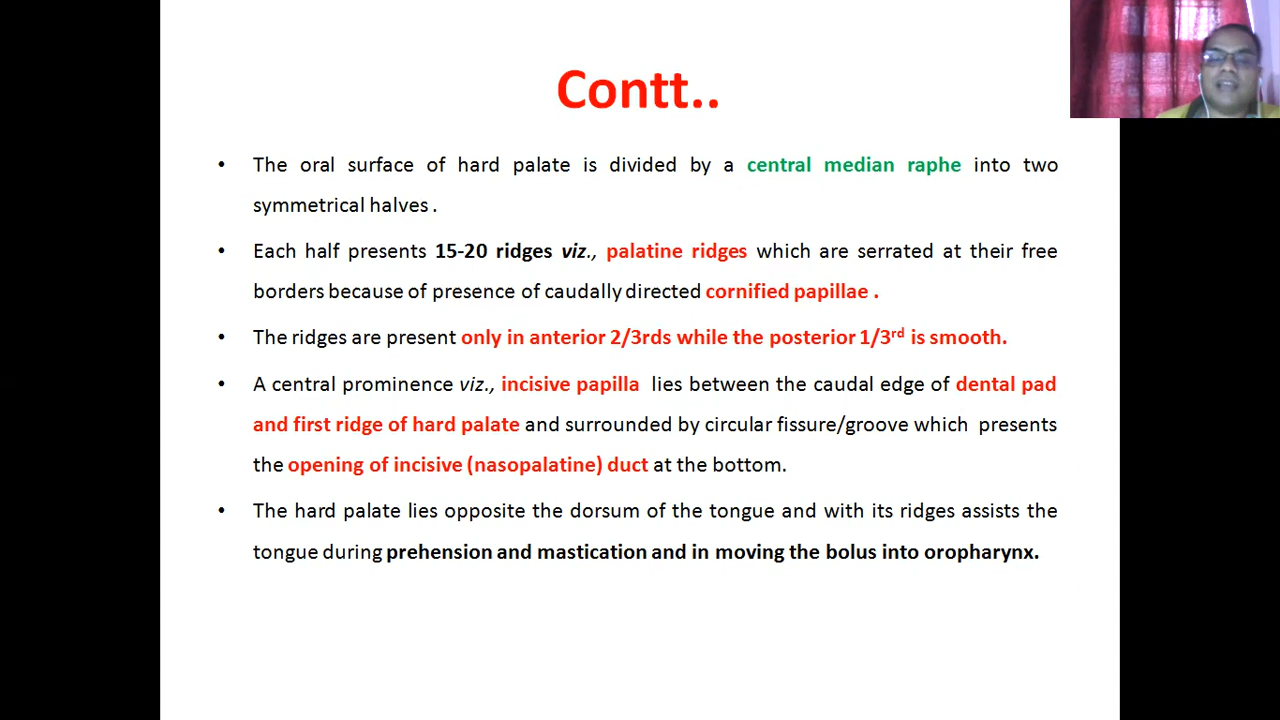 Contt..
• The oral surface of hard palate is divided by a central median raphe into two
symmetrical halves .
• Each half presents 15-20 ridges viz., palatine ridges which are serrated at their free
borders because of presence of caudally directed cornified papillae .
• The ridges are present only in anterior 2/3rds while the posterior 1/3rd is smooth.
• A central prominence viz., incisive papilla lies between the caudal edge of dental pad
and first ridge of hard palate and surrounded by circular fissure/groove which presents
the opening of incisive (nasopalatine) duct at the bottom.
• The hard palate lies opposite the dorsum of the tongue and with its ridges assists the
tongue during prehension and mastication and in moving the bolus into oropharynx.